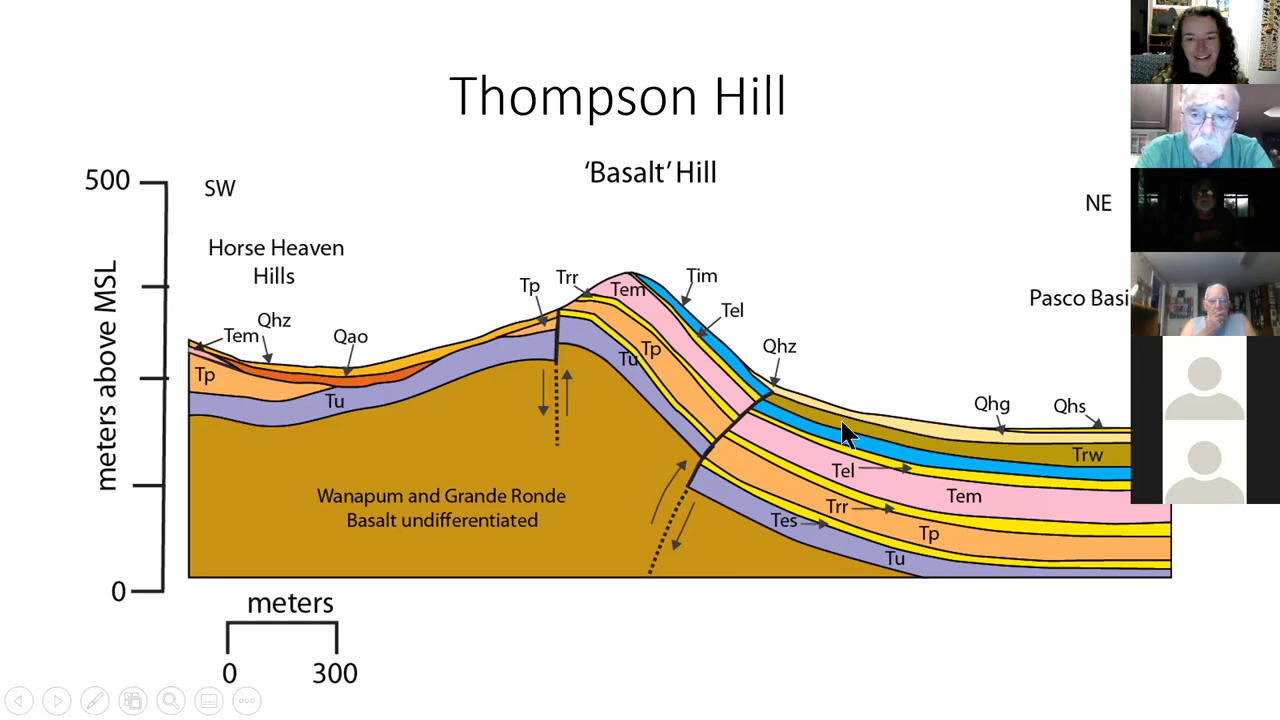 Thompson Hill
'Basalt' Hill
500
SW
NE
Horse Heaven
Hills
Pasco Basi
meters above MSL
Tem
Qhz
Qao
Tp
Trr
Tem
Tim
Tel
Qhz
Qhg
Qhs
Tp
Tu
Tu
Tp
Trw
Tel
Tem
Trr
Tp
Tes
Tu
Wanapum and Grande Ronde
Basalt undifferentiated
0
meters
0 300